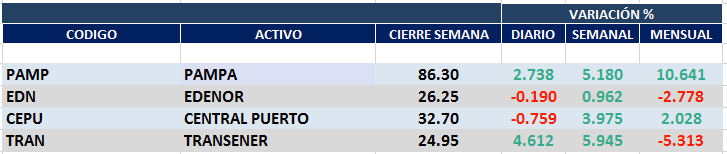 VARIACIÓN %
CODIGO ACTIVO CIERRE SEMANA DIARIO SEMANAL MENSUAL
PAMP PAMPA 86.30 2.738 5.180 10.641
EDN EDENOR 26.25 -0.190 0.962 -2.778
CEPU CENTRAL PUERTO 32.70 -0.759 3.975 2.028
TRAN TRANSENER 24.95 4.612 5.945 -5.313